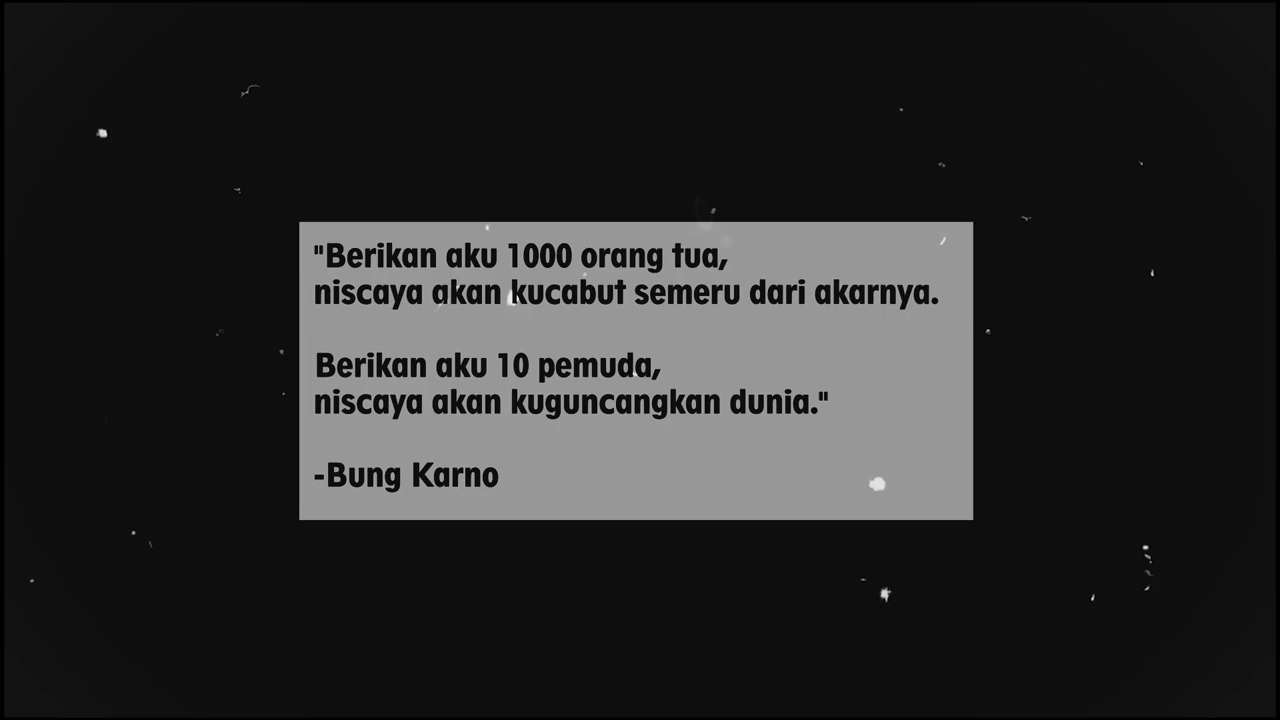 "Berikan aku 1000 orang tua,
niscaya akan kucabut semeru dari akarnya.
Berikan aku 10 pemuda,
niscaya akan kuguncangkan dunia."
-Bung Karno